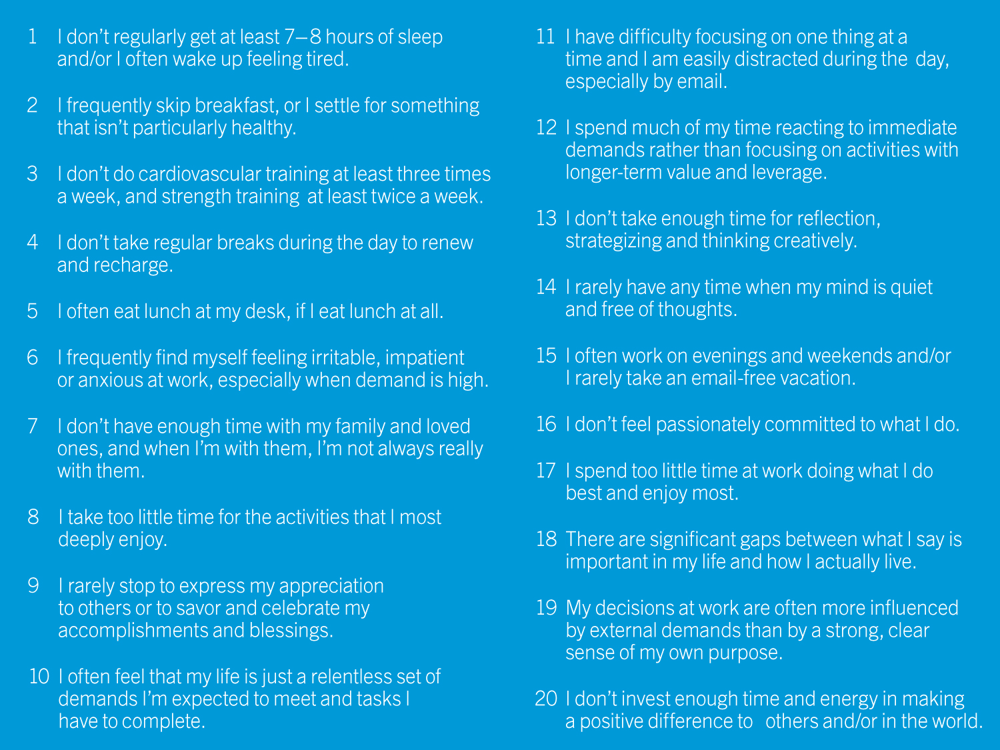 1 I don't regularly get at least 7–8 hours of sleep
and/or I often wake up feeling tired.
2 I frequently skip breakfast, or I settle for something
that isn't particularly healthy.
3 I don't do cardiovascular training at least three times
a week, and strength training at least twice a week.
4 I don't take regular breaks during the day to renew
and recharge.
5 I often eat lunch at my desk, if I eat lunch at all.
6 I frequently find myself feeling irritable, impatient
or anxious at work, especially when demand is high.
7 I don't have enough time with my family and loved
ones, and when I'm with them, I'm not always really
with them.
8 I take too little time for the activities that I most
deeply enjoy.
9 I rarely stop to express my appreciation
to others or to savor and celebrate my
accomplishments and blessings.
10 I often feel that my life is just a relentless set of
demands I'm expected to meet and tasks I
have to complete.
11 I have difficulty focusing on one thing at a
time and I am easily distracted during the day,
especially by email.
12 I spend much of my time reacting to immediate
demands rather than focusing on activities with
longer-term value and leverage.
13 I don't take enough time for reflection,
strategizing and thinking creatively.
14 I rarely have any time when my mind is quiet
and free of thoughts.
15 I often work on evenings and weekends and/or
I rarely take an email-free vacation.
16 I don't feel passionately committed to what I do.
17 I spend too little time at work doing what I do
best and enjoy most.
18 There are significant gaps between what I say is
important in my life and how I actually live.
19 My decisions at work are often more influenced
by external demands than by a strong, clear
sense of my own purpose.
20 I don't invest enough time and energy in making
a positive difference to others and/or in the world.